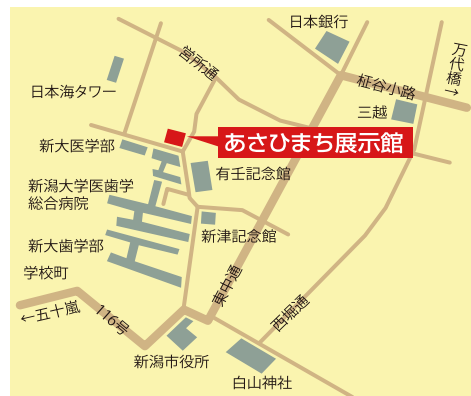 日本銀行
万代橋→
営所通
柾谷小路
日本海タワー
三越
あさひまち展示館
新大医学部
有壬記念館
新潟大学医歯学
総合病院
新津記念館
新大歯学部
学校町
東中通
西堀通
←五十嵐
116号
新潟市役所
白山神社